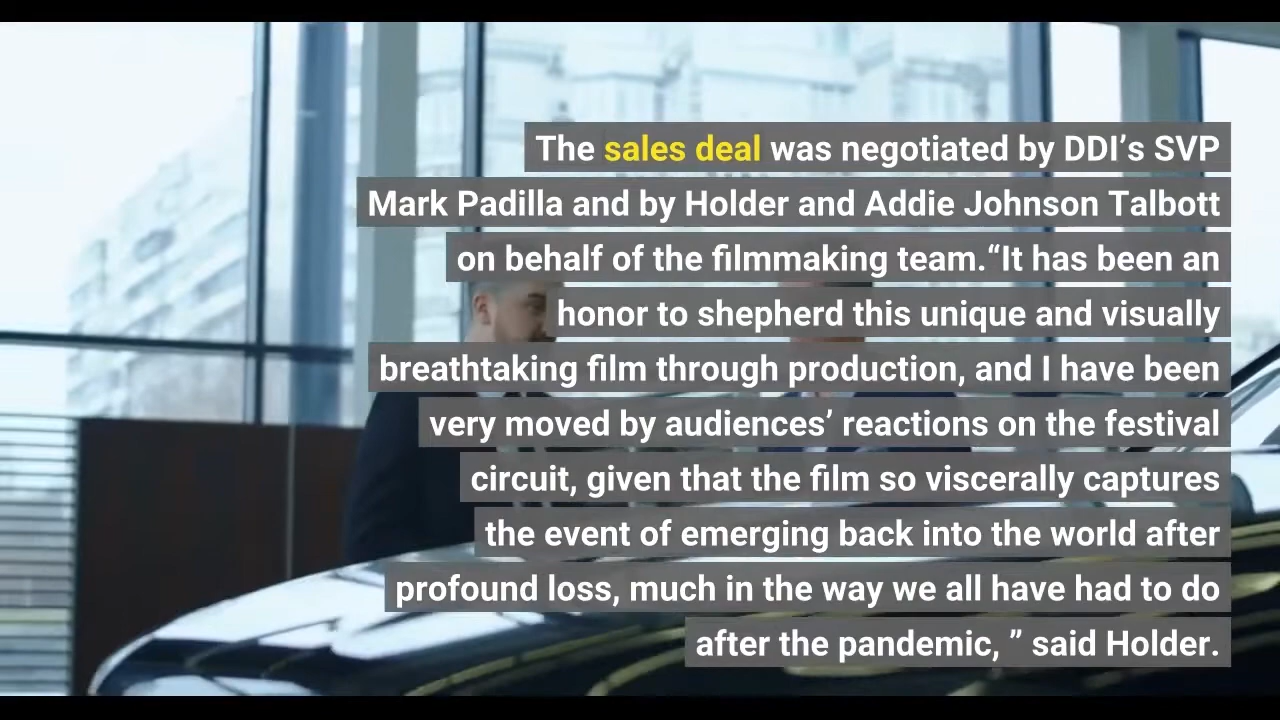 The sales deal was negotiated by DDI’s SVP
Mark Padilla and by Holder and Addie Johnson Talbott
on behalf of the filmmaking team.“It has been an
honor to shepherd this unique and visually
breathtaking film through production, and I have been
very moved by audiences’ reactions on the festival
circuit, given that the film so viscerally captures
the event of emerging back into the world after
profound loss, much in the way we all have had to do
after the pandemic, ” said Holder.